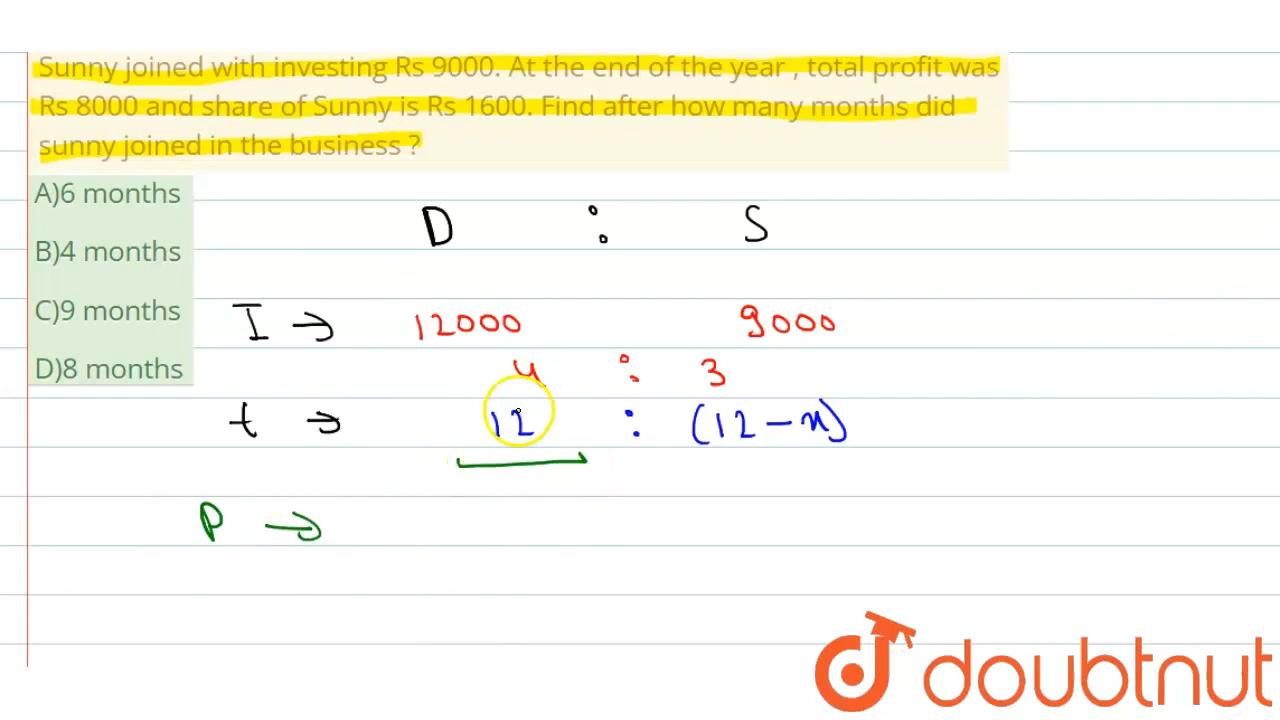 Sunny joined with investing Rs 9000. At the end of the year , total profit was
Rs 8000 and share of Sunny is Rs 1600. Find after how many months did
sunny joined in the business ?
A)6 months
B)4 months
C)9 months
D)8 months
D : S
I → 12000 9000
4 : 3
t → 12 : (12-x)
P →
doubtnut